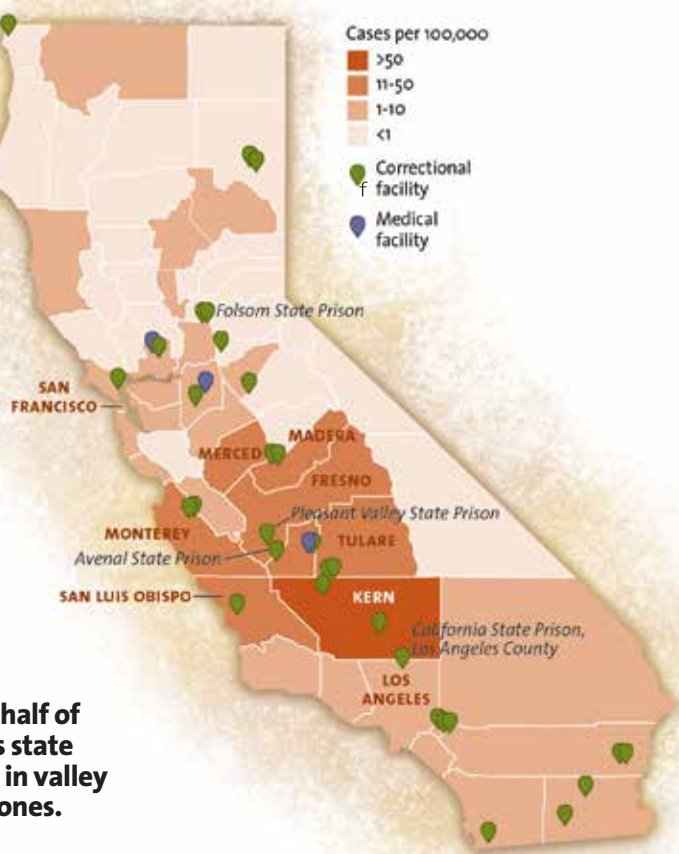 Cases per 100,000
>50
11-50
1-10
<1
Correctional
f facility
Medical
facility
Folsom State Prison
SAN
FRANCISCO
MADERA
MERCED
FRESNO
Pleasant Valley State Prison
MONTEREY
TULARE
Avenal State Prison
SAN LUIS OBISPO
KERN
California State Prison,
Los Angeles County
LOS
ANGELES
half of
s state
in valley
ones.